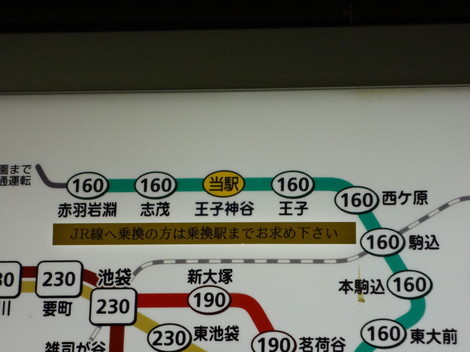 園まで
通運転
160 160 当駅 160
赤羽岩淵 志茂 王子神谷 王子
160 西ケ原
JR線へ乗換の方は乗換駅までお求め下さい
160 駒込
本駒込 160
30 230 池袋 新大塚
230 190
川 要町
雑司が谷 230 東池袋
190 茗荷谷
160 東大前